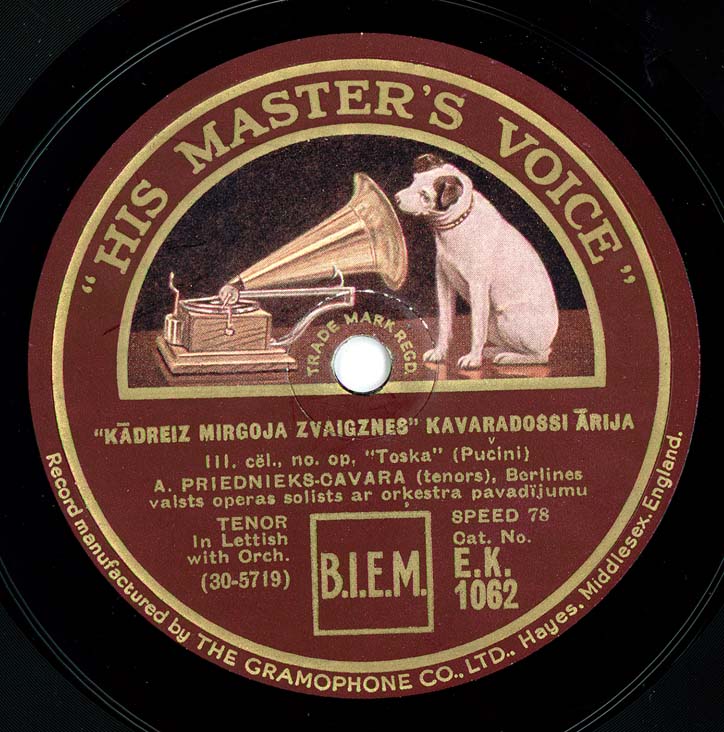 "HIS MASTER'S VOICE"
TRADE MARK REGD.
"KĀDREIZ MIRGOJA ZVAIGZNES" KAVARADOSSI ĀRIJA
III. cēl., no. op, "Toska" (Pučini)
A. PRIEDNIEKS-CAVARA (tenors), Berlines
valsts operas solists ar orķestra pavadījumu
TENOR
In Lettish
with Orch.
(30-5719)
B.I.E.M.
SPEED 78
Cat. No.
E.K.
1062
Record manufactured by THE GRAMOPHONE CO., LTD., Hayes. Middlesex. England.